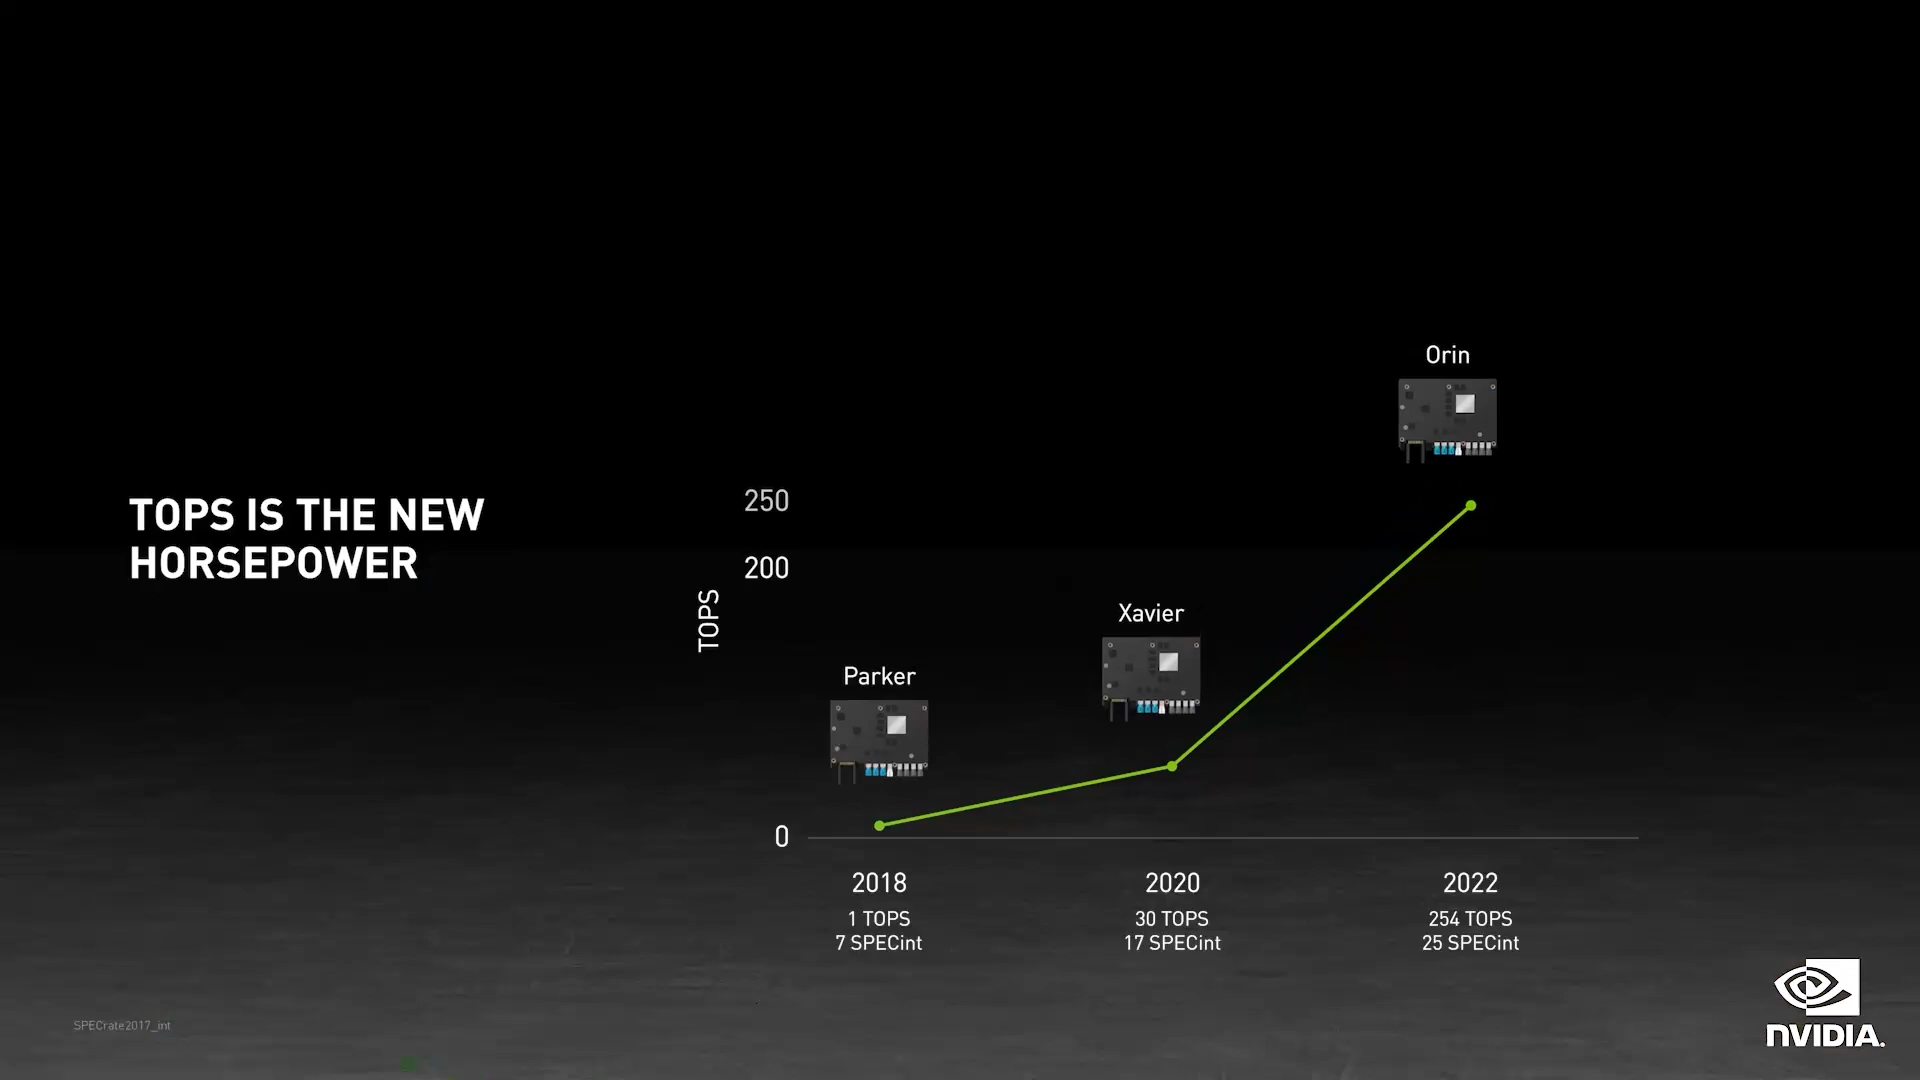 TOPS IS THE NEW
HORSEPOWER
TOPS
250
200
0
Parker
Xavier
Orin
2018
1 TOPS
7 SPECint
2020
30 TOPS
17 SPECint
2022
254 TOPS
25 SPECint
SPECrate2017_int
NVIDIA.